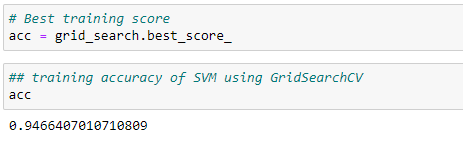 # Best training score
acc = grid_search.best_score_
## training accuracy of SVM using GridSearchCV
acc
0.9466407010710809